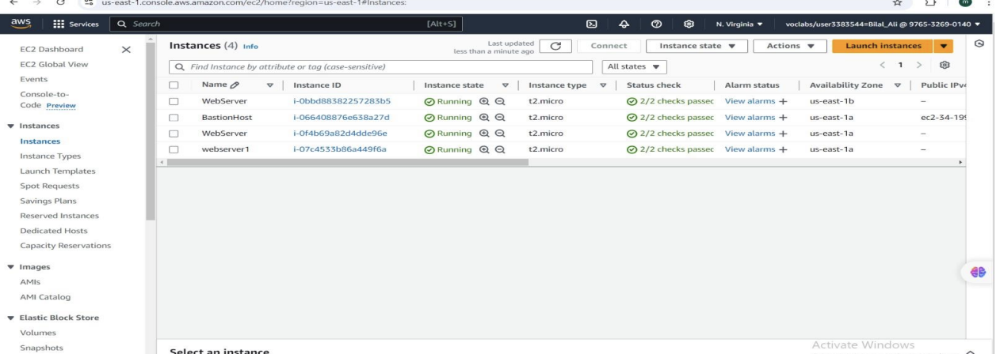 us-east-1.console.aws.amazon.com/ec2/home?region=us-east-1#Instances:
aws Services Search [Alt+S] N. Virginia voclabs/user3383544=Bilal_Ali @ 9765-3269-0140
EC2 Dashboard
EC2 Global View
Events
Console-to-
Code Preview
Instances
Instances
Instance Types
Launch Templates
Spot Requests
Savings Plans
Reserved Instances
Dedicated Hosts
Capacity Reservations
Images
AMIs
AMI Catalog
Elastic Block Store
Volumes
Snapshots
Instances (4) Info Last updated
less than a minute ago Connect Instance state Actions Launch instances
Find Instance by attribute or tag (case-sensitive) All states 1
Name Instance ID Instance state Instance type Status check Alarm status Availability Zone Public IPv4
WebServer i-0bbd88382257283b5 Running t2.micro 2/2 checks passec View alarms + us-east-1b –
BastionHost i-066408876e638a27d Running t2.micro 2/2 checks passec View alarms + us-east-1a ec2-34-199
WebServer i-0f4b69a82d4dde96e Running t2.micro 2/2 checks passec View alarms + us-east-1a –
webserver1 i-07c4533b86a449f6a Running t2.micro 2/2 checks passec View alarms + us-east-1a –
Select an instance
Activate Windows